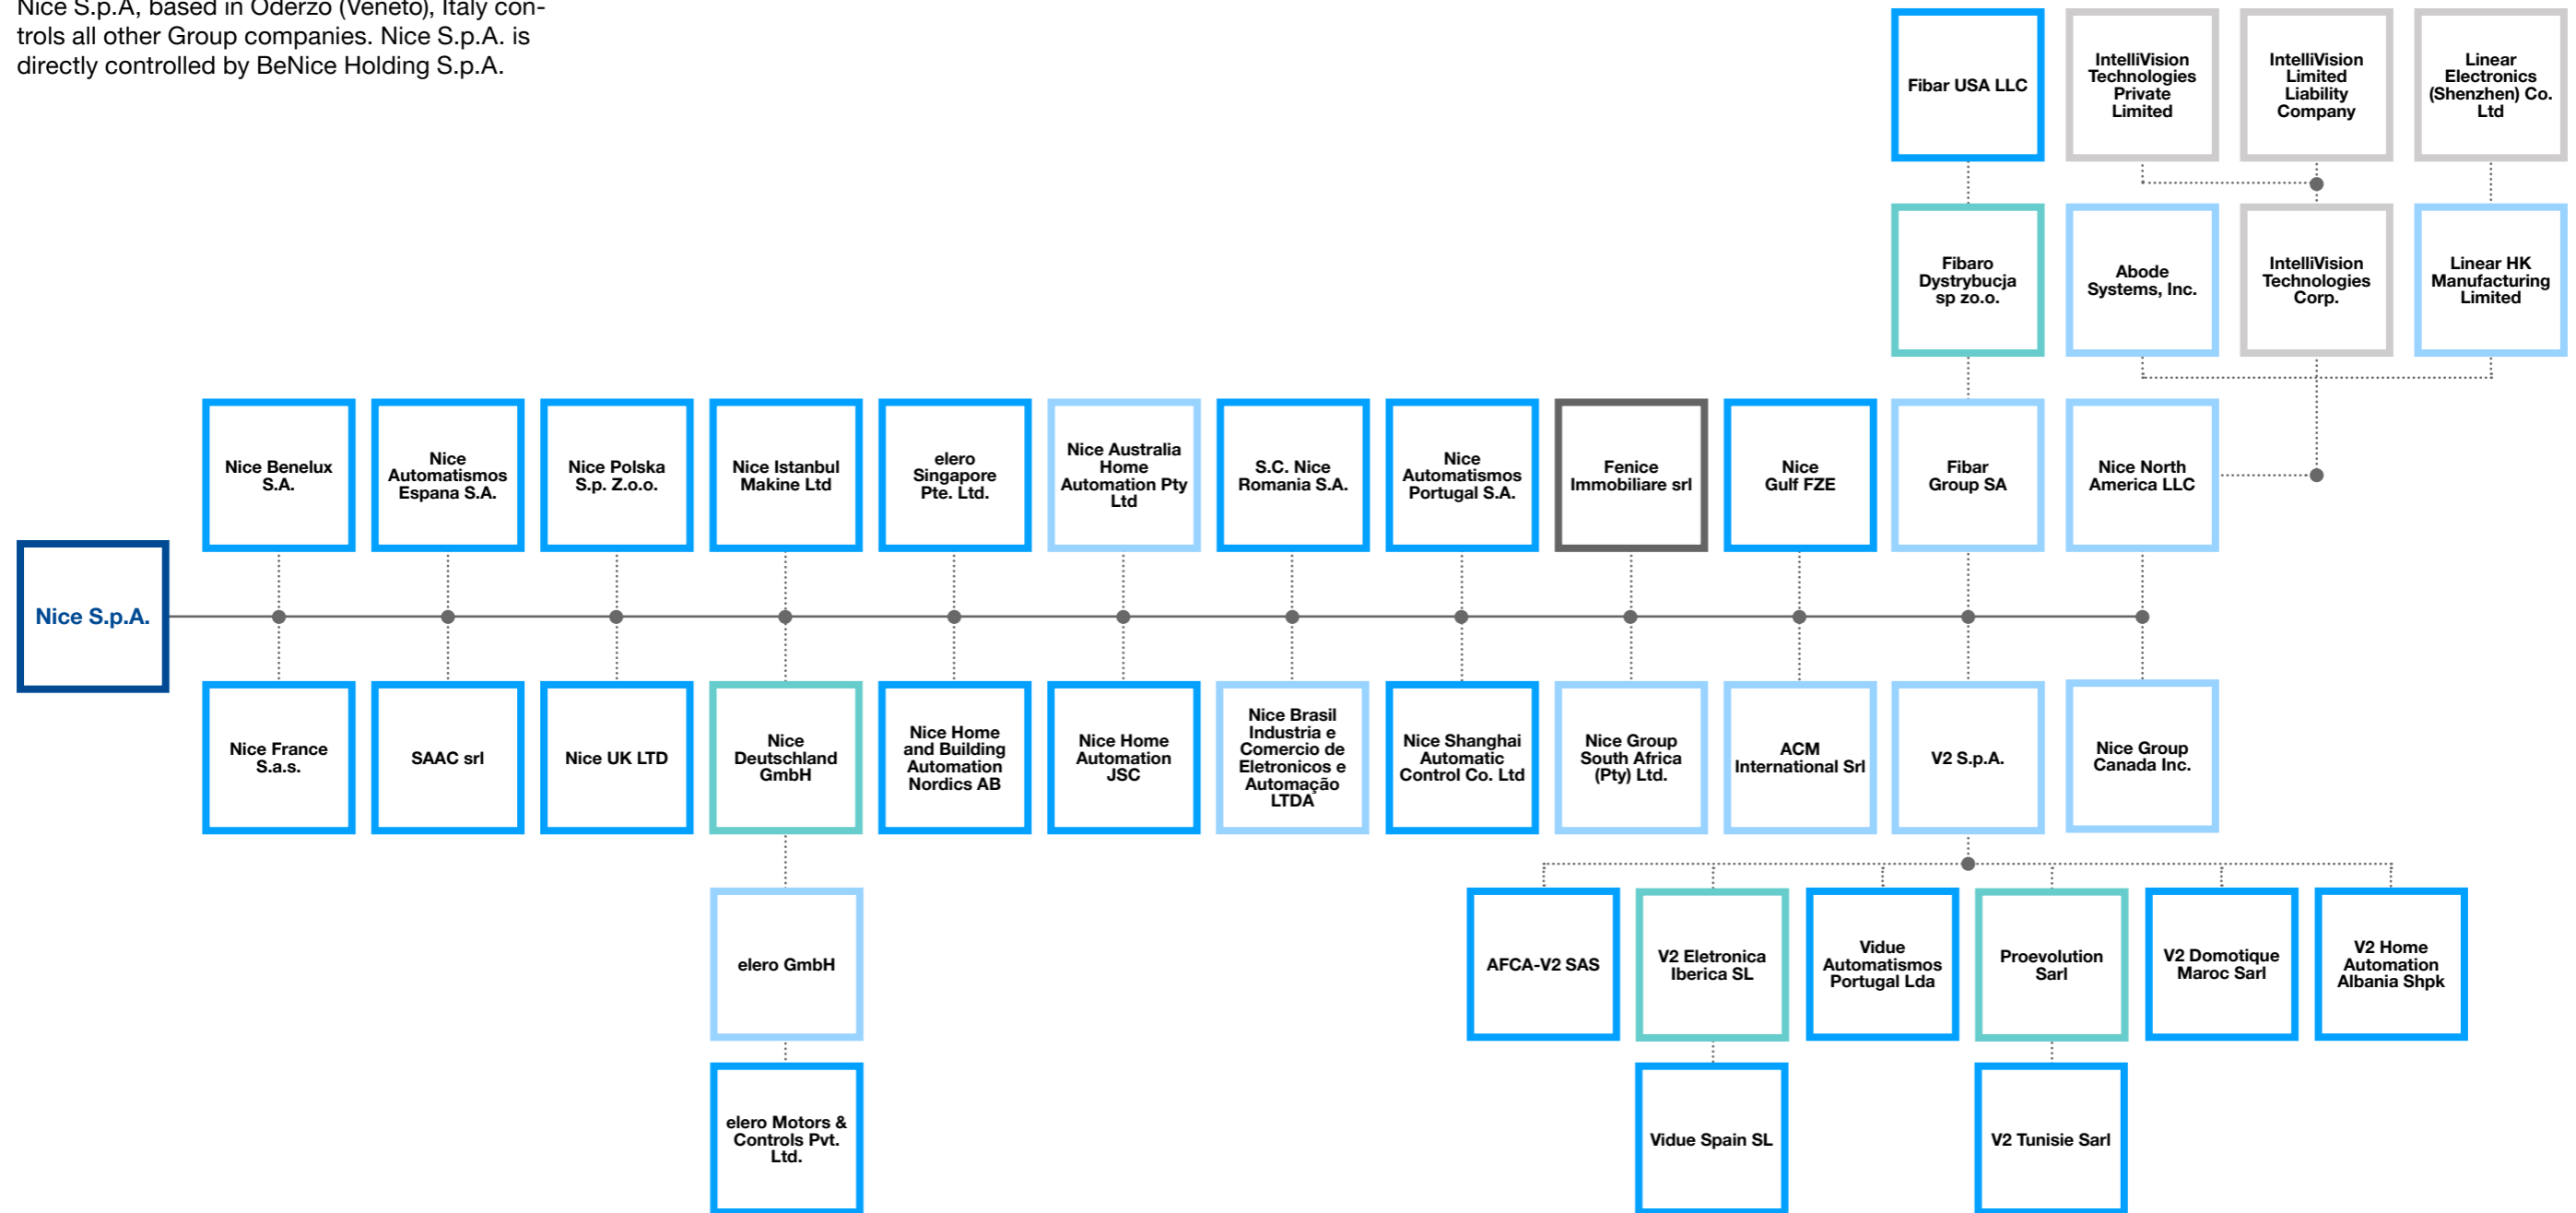 Nice S.p.A, based in Oderzo (Veneto), Italy con-
trols all other Group companies. Nice S.p.A. is
directly controlled by BeNice Holding S.p.A.
Fibar USA LLC
IntelliVision
Technologies
Private
Limited
IntelliVision
Limited
Liability
Company
Linear
Electronics
(Shenzhen) Co.
Ltd
Fibaro
Dystrybucja
sp zo.o.
Abode
Systems, Inc.
IntelliVision
Technologies
Corp.
Linear HK
Manufacturing
Limited
Nice Benelux
S.A.
Nice
Automatismos
Espana S.A.
Nice Polska
S.p. Z.o.o.
Nice Istanbul
Makine Ltd
elero
Singapore
Pte. Ltd.
Nice Australia
Home
Automation Pty
Ltd
S.C. Nice
Romania S.A.
Nice
Automatismos
Portugal S.A.
Fenice
Immobiliare srl
Nice
Gulf FZE
Fibar
Group SA
Nice North
America LLC
Nice S.p.A.
Nice France
S.a.s.
SAAC srl
Nice UK LTD
Nice
Deutschland
GmbH
Nice Home
and Building
Automation
Nordics AB
Nice Home
Automation
JSC
Nice Brasil
Industria e
Comercio de
Eletronicos e
Automação
LTDA
Nice Shanghai
Automatic
Control Co. Ltd
Nice Group
South Africa
(Pty) Ltd.
ACM
International Srl
V2 S.p.A.
Nice Group
Canada Inc.
elero GmbH
AFCA-V2 SAS
V2 Eletronica
Iberica SL
Vidue
Automatismos
Portugal Lda
Proevolution
Sarl
V2 Domotique
Maroc Sarl
V2 Home
Automation
Albania Shpk
elero Motors &
Controls Pvt.
Ltd.
Vidue Spain SL
V2 Tunisie Sarl